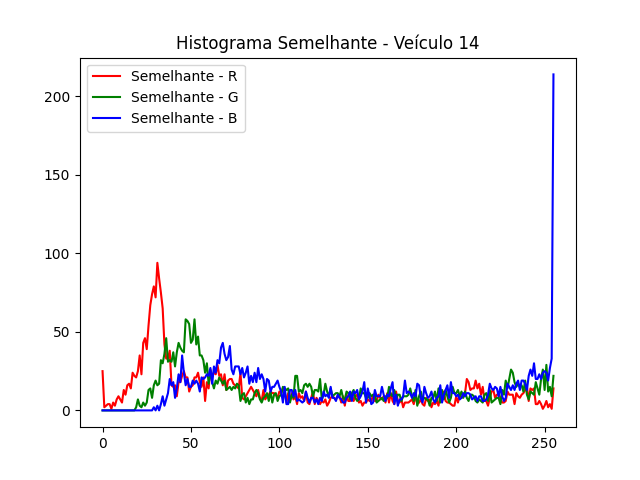 Histograma Semelhante - Veículo 14
Semelhante - R
Semelhante - G
Semelhante - B
200
150
100
50
0
0 50 100 150 200 250